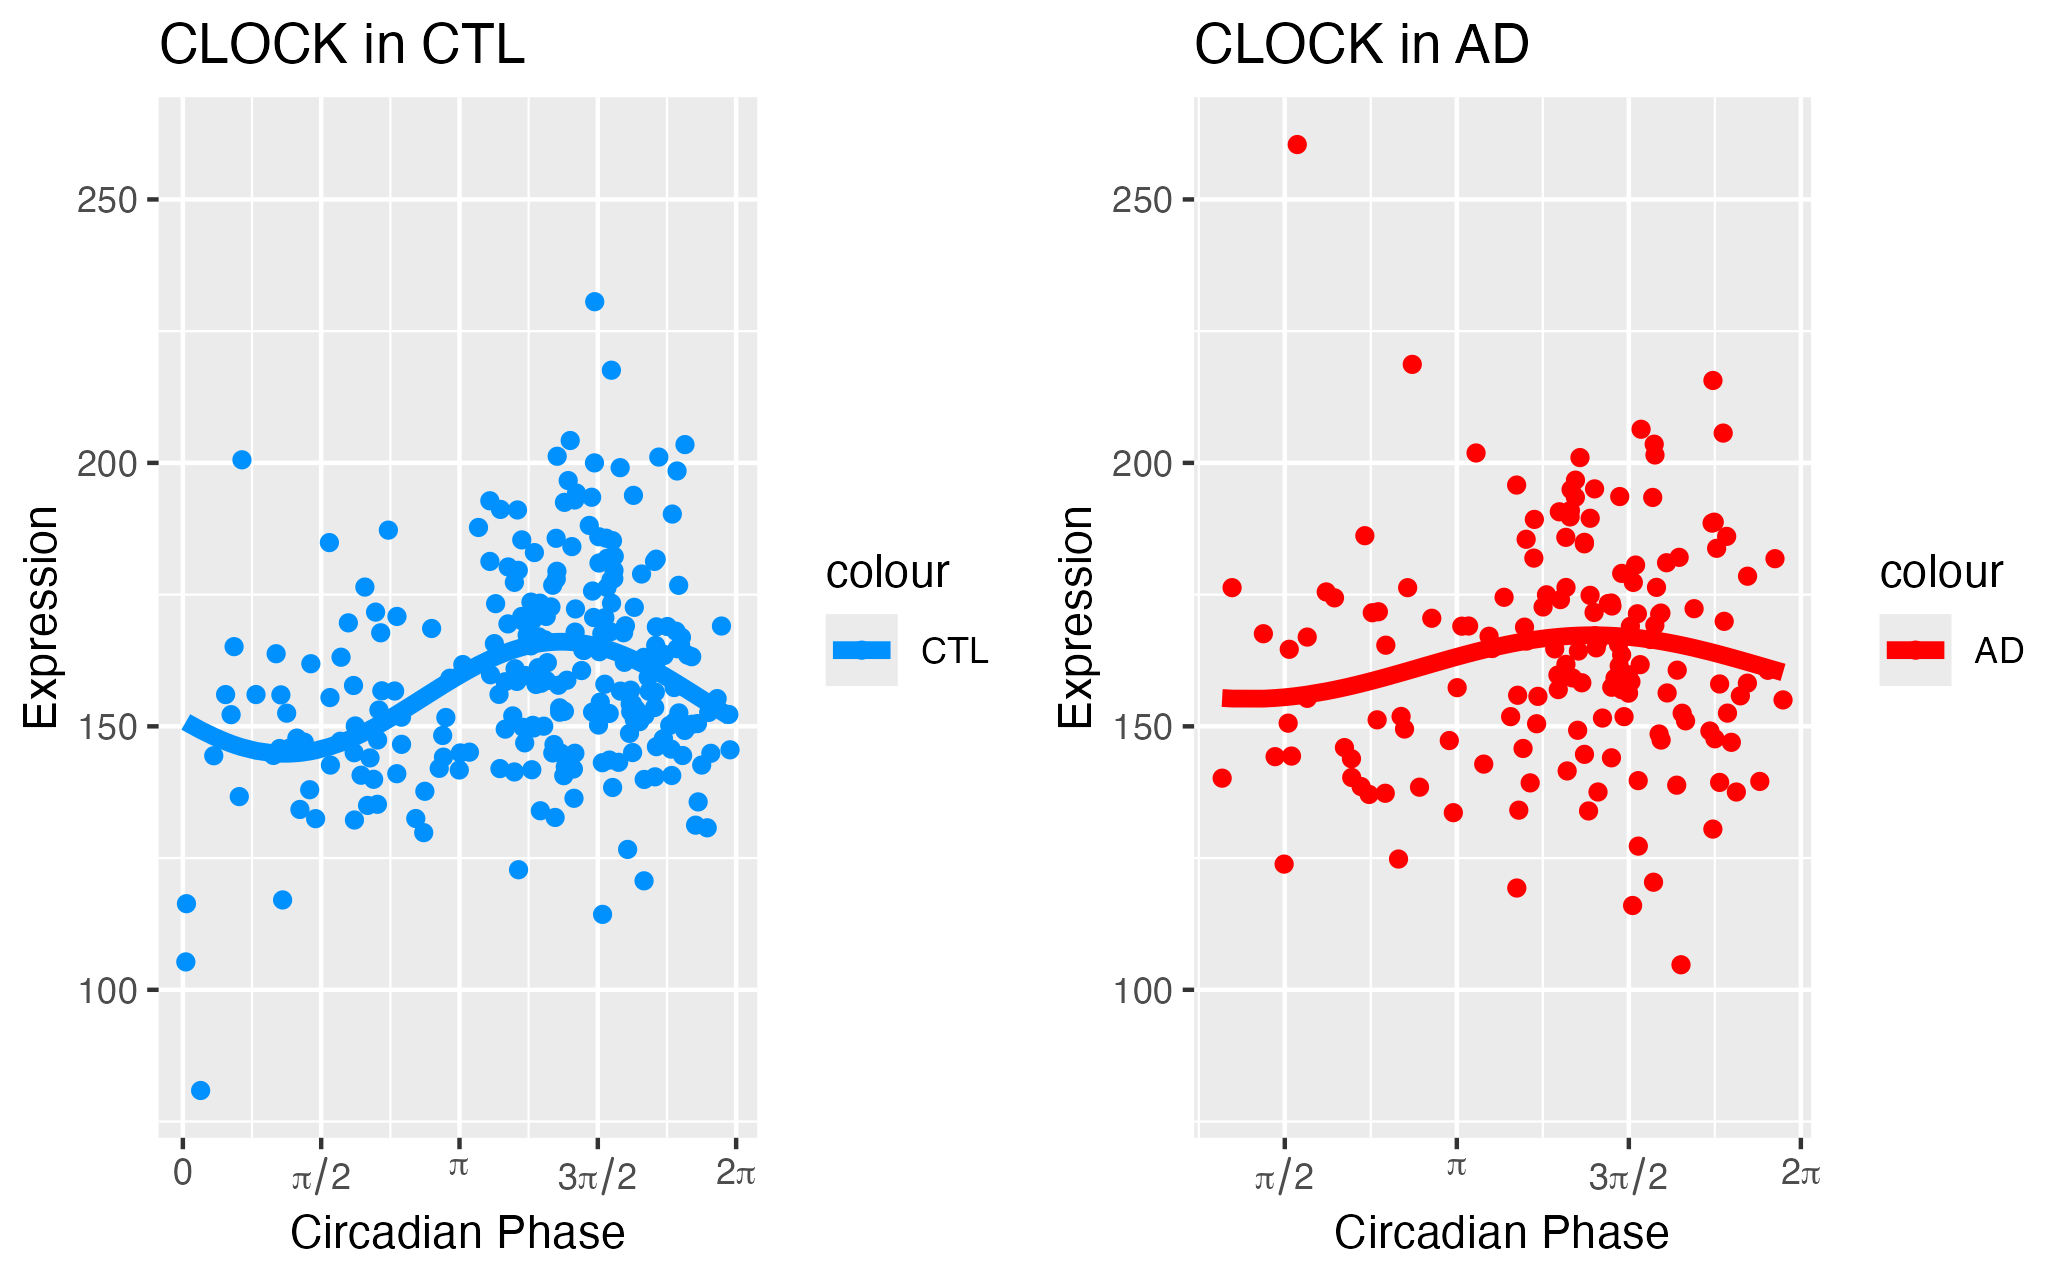 CLOCK in CTL
Expression
250
200
150
100
0
π/2
π
3π/2
2π
Circadian Phase
colour
CTL
CLOCK in AD
Expression
250
200
150
100
π/2
π
3π/2
2π
Circadian Phase
colour
AD